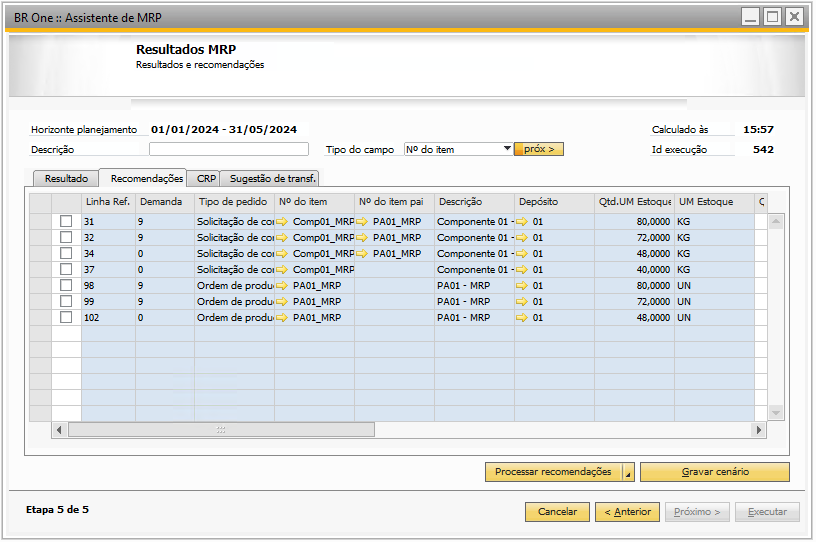 BR One :: Assistente de MRP
Resultados MRP
Resultados e recomendações
Horizonte planejamento 01/01/2024 - 31/05/2024 Calculado às 15:57
Descrição Tipo do campo Nº do item próx > Id execução 542
Resultado Recomendações CRP Sugestão de transf.
Linha Ref. Demanda Tipo de pedido Nº do item Nº do item pai Descrição Depósito Qtd.UM Estoque UM Estoque Q
31 9 Solicitação de cor Comp01_MRP PA01_MRP Componente 01 - 01 80,0000 KG
32 9 Solicitação de cor Comp01_MRP PA01_MRP Componente 01 - 01 72,0000 KG
34 0 Solicitação de cor Comp01_MRP PA01_MRP Componente 01 - 01 48,0000 KG
37 0 Solicitação de cor Comp01_MRP Componente 01 - 01 40,0000 KG
98 9 Ordem de produ PA01_MRP PA01 - MRP 01 80,0000 UN
99 9 Ordem de produ PA01_MRP PA01 - MRP 01 72,0000 UN
102 0 Ordem de produ PA01_MRP PA01 - MRP 01 48,0000 UN
Processar recomendações Gravar cenário
Etapa 5 de 5 Cancelar < Anterior Próximo > Executar